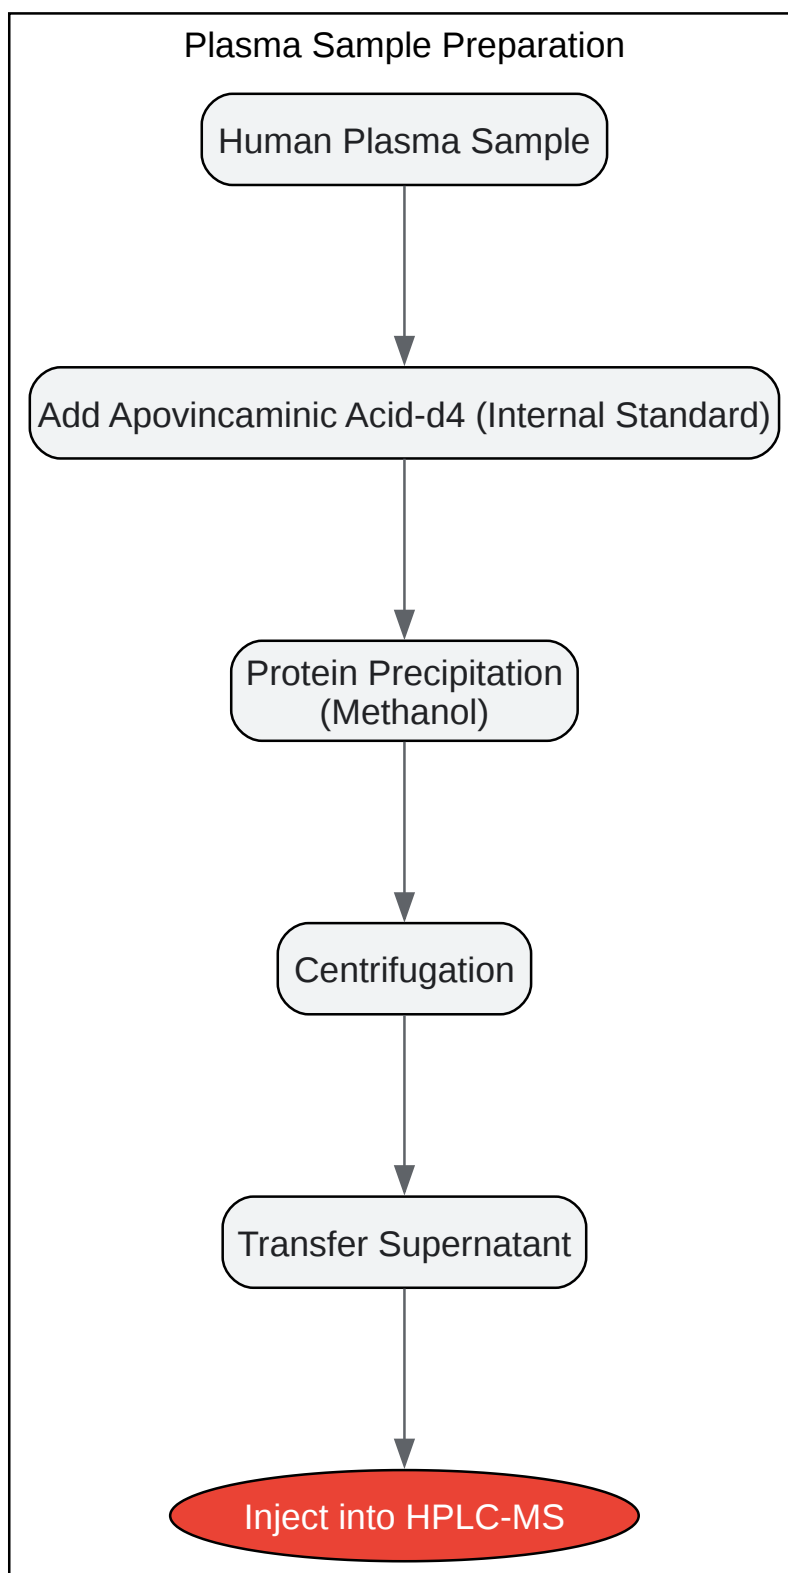 Plasma Sample Preparation
Human Plasma Sample
Add Apovincaminic Acid-d4 (Internal Standard)
Protein Precipitation
(Methanol)
Centrifugation
Transfer Supernatant
Inject into HPLC-MS